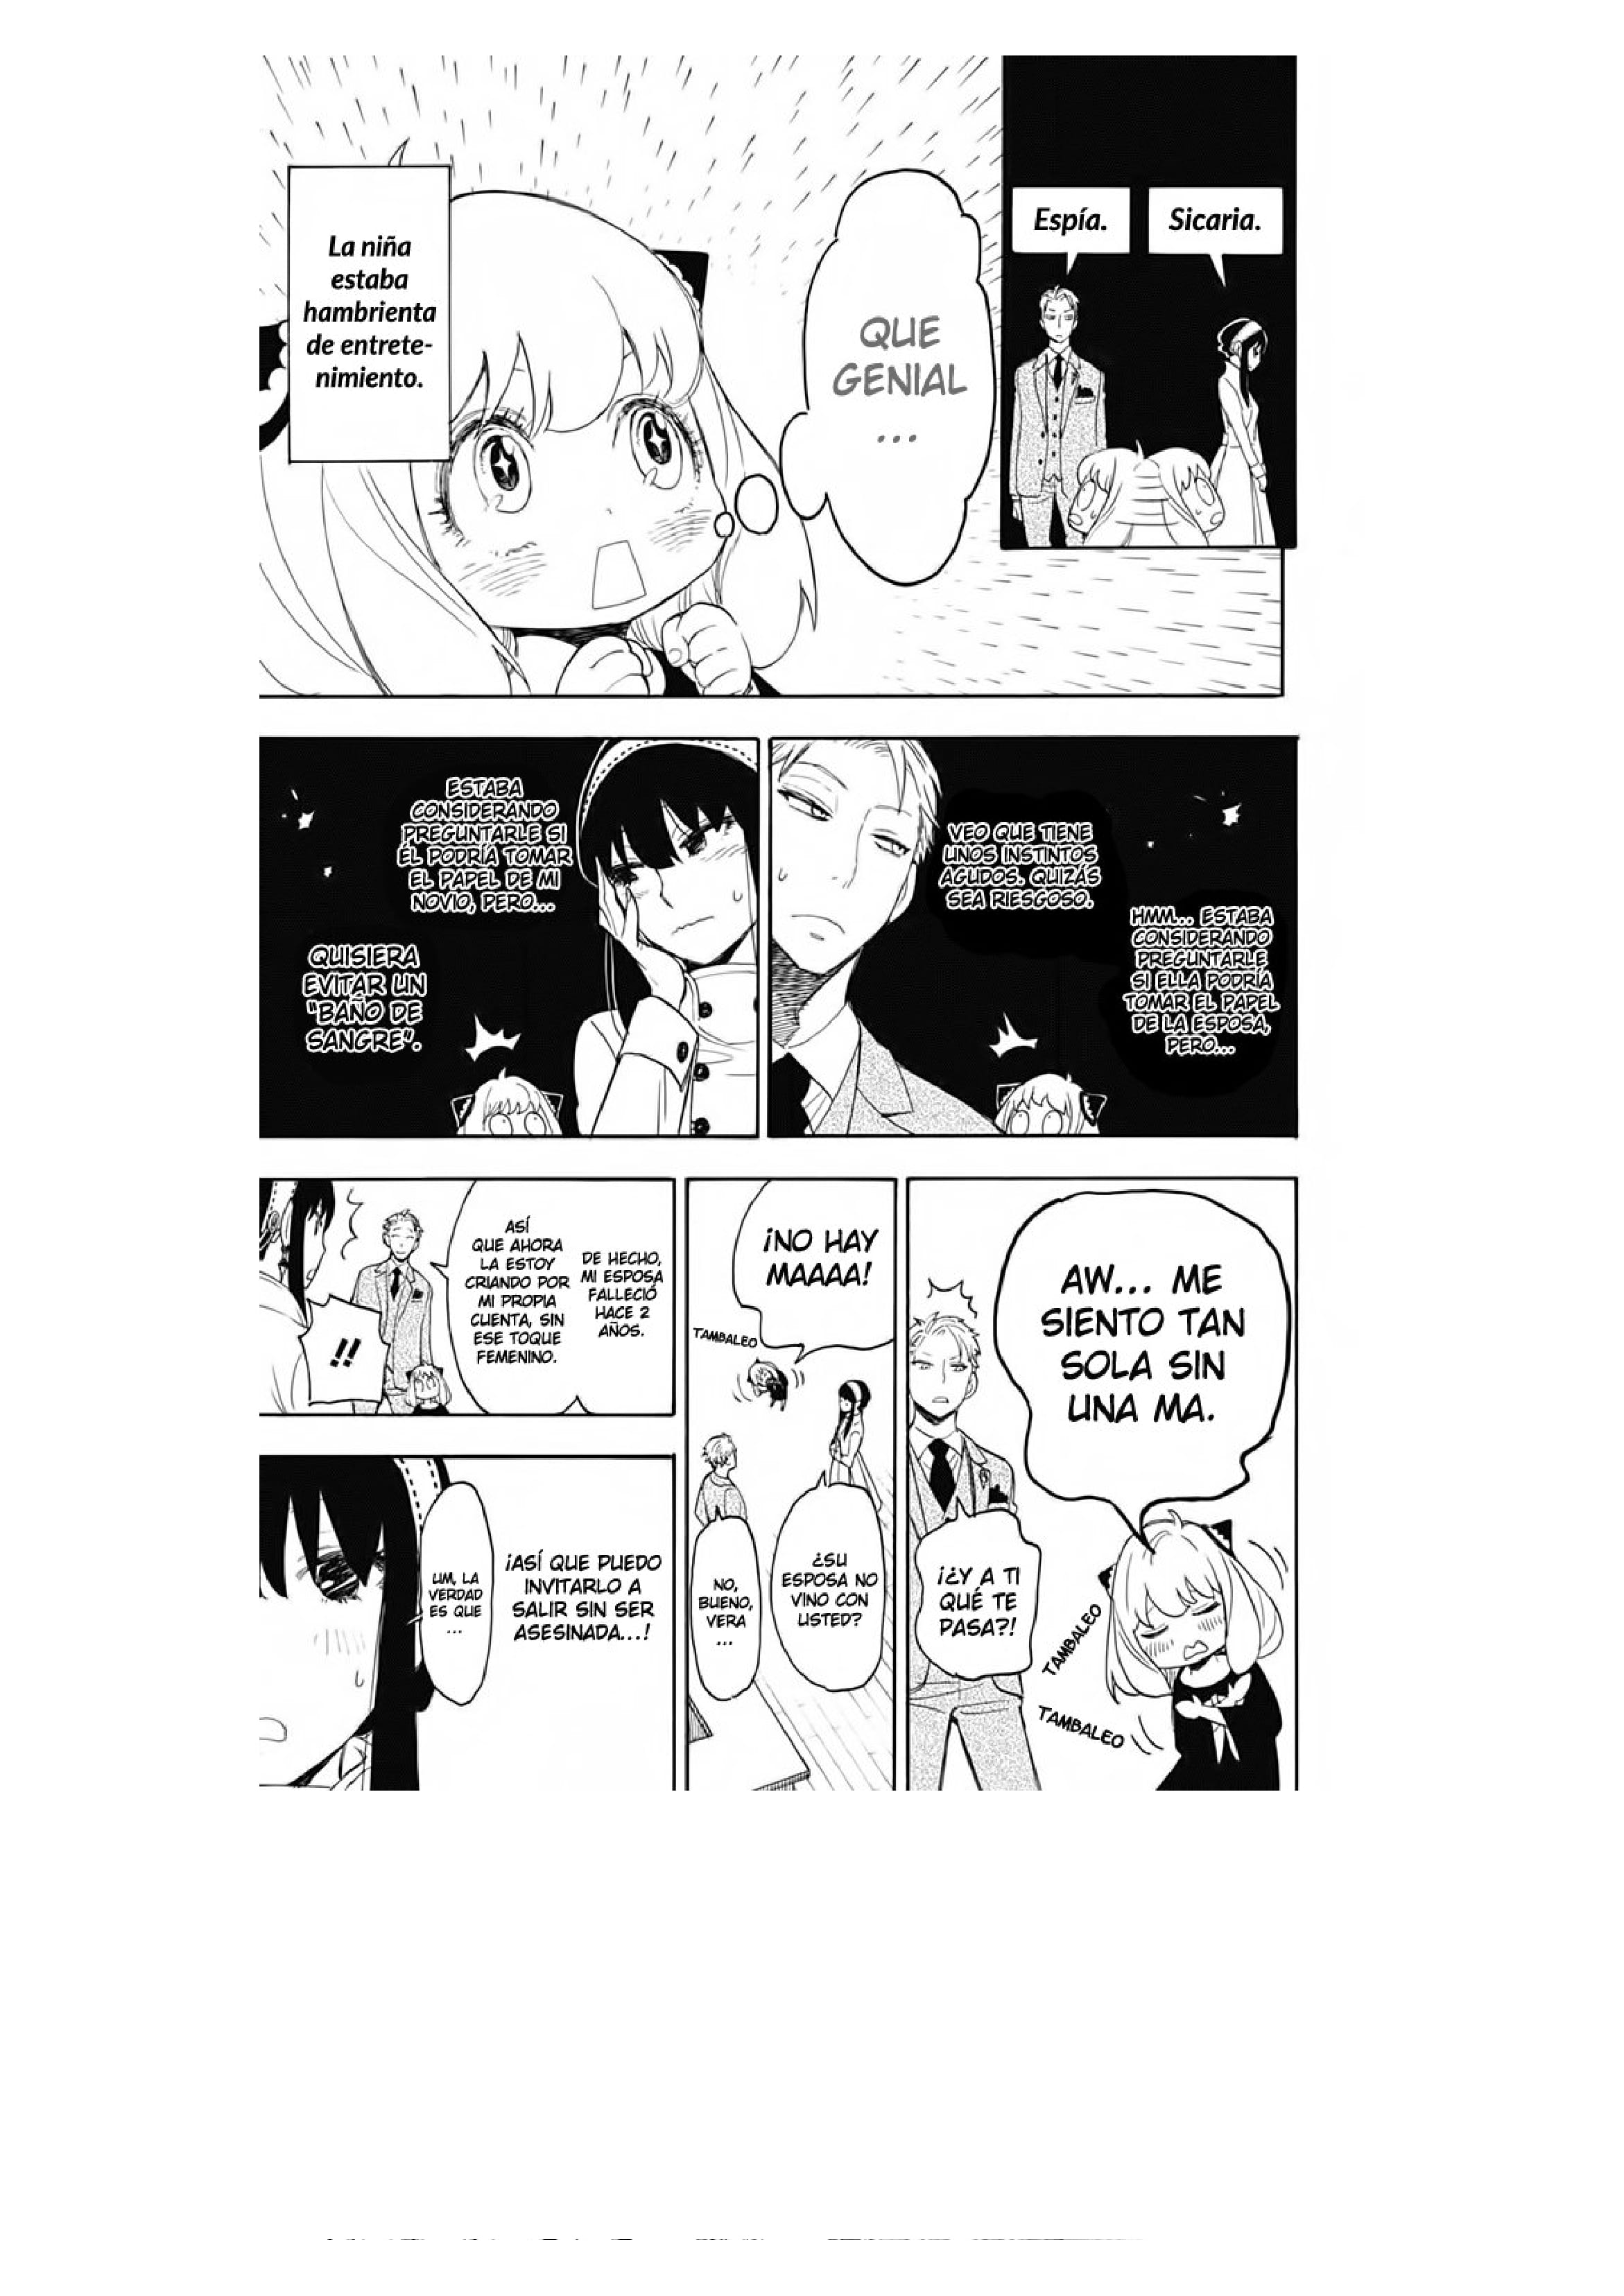 Sicaria.
Espía.
QUE
GENIAL
...
La niña
estaba
hambrienta
de entrete-
nimiento.
HMM... ESTABA
CONSIDERANDO
PREGUNTARLE
SI ELLA PODRÍA
TOMAR EL PAPEL
DE LA ESPOSA,
PERO...
VEO QUE TIENE
UNOS INSTINTOS
AGUDOS. QUIZÁS
SEA RIESGOSO.
ESTABA
CONSIDERANDO
PREGUNTARLE SI
ÉL PODRÍA TOMAR
EL PAPEL DE MI
NOVIO, PERO...
QUISIERA
EVITAR UN
"BAÑO DE
SANGRE".
AW... ME
SIENTO TAN
SOLA SIN
UNA MA.
¡¿Y A TI
QUÉ TE
PASA?!
TAMBALEO
TAMBALEO
¡NO HAY
MAAAA!
TAMBALEO
¿SU
ESPOSA NO
VINO CON
USTED?
NO,
BUENO,
VERA
...
DE HECHO,
MI ESPOSA
FALLECIÓ
HACE 2
AÑOS.
ASÍ
QUE AHORA
LA ESTOY
CRIANDO POR
MI PROPIA
CUENTA, SIN
ESE TOQUE
FEMENINO.
!!
¡ASÍ QUE PUEDO
INVITARLO A
SALIR SIN SER
ASESINADA...!
UM, LA
VERDAD
ES QUE
...